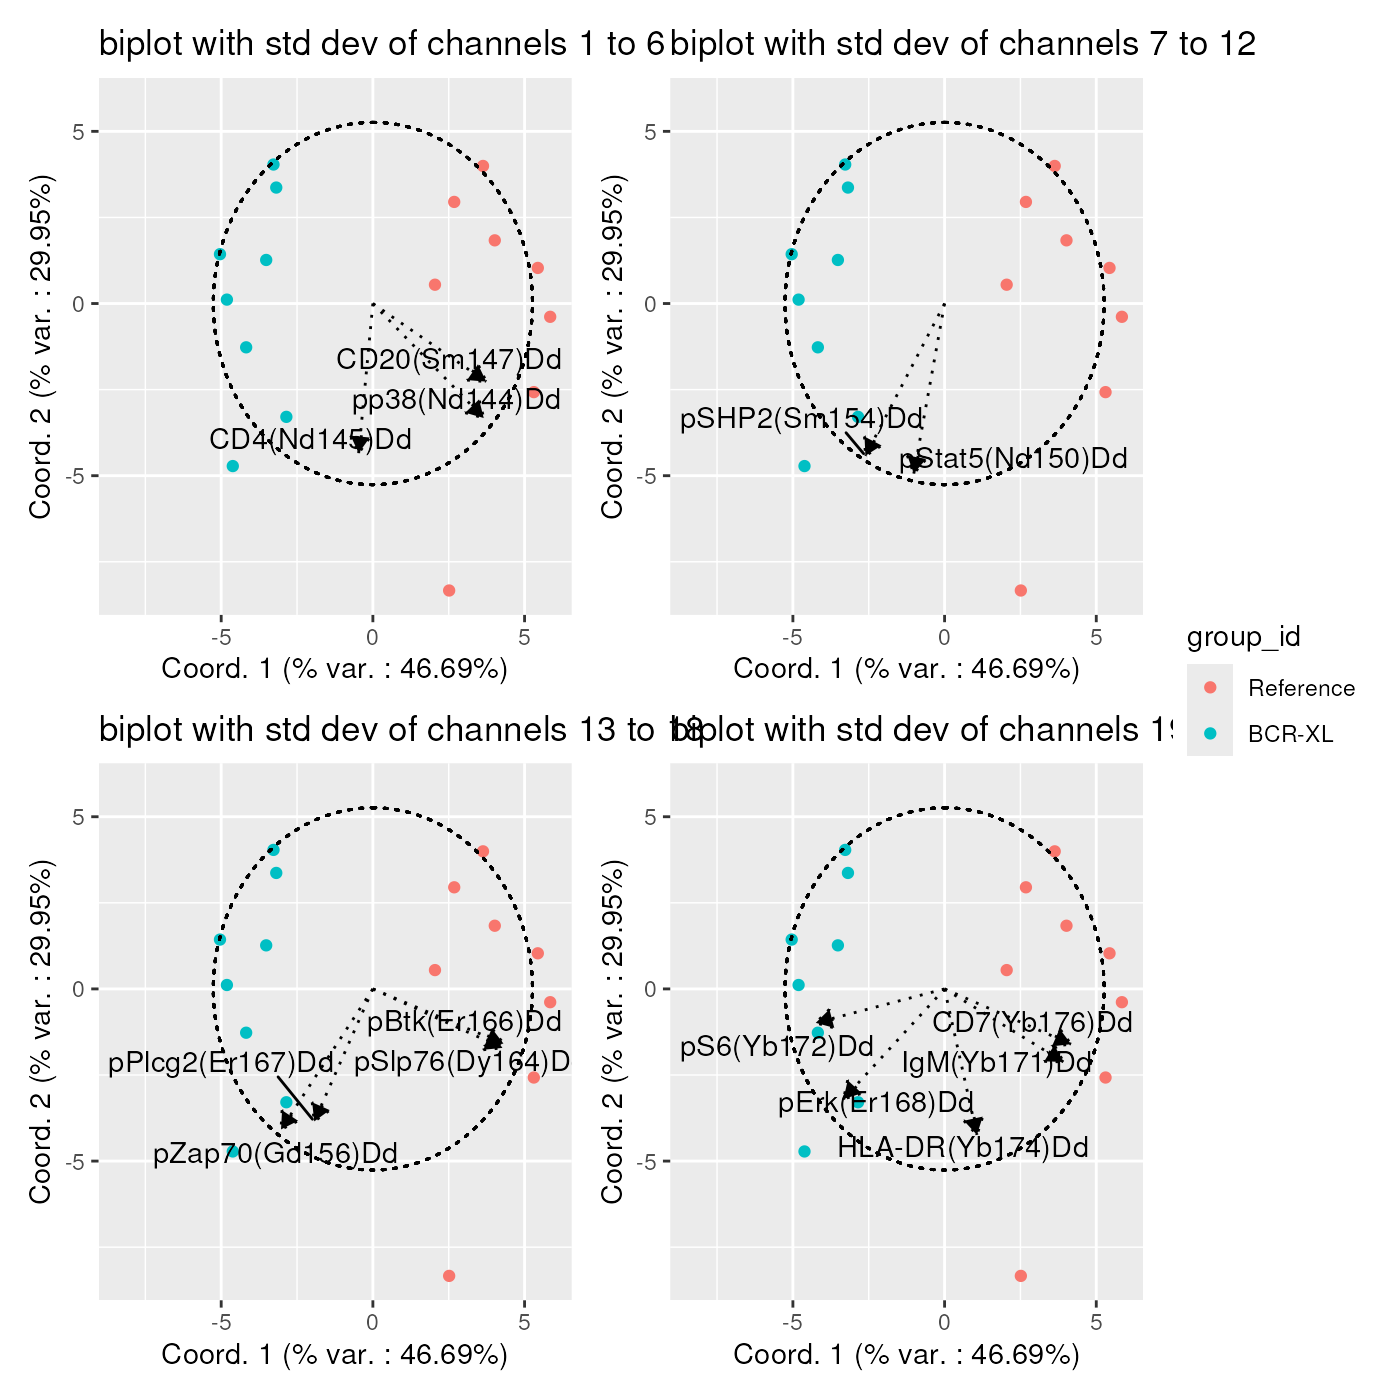 biplot with std dev of channels 1 to 6
biplot with std dev of channels 7 to 12
Coord. 2 (% var. : 29.95%)
5
0
-5
CD20(Sm147)Dd
pp38(Nd144)Dd
CD4(Nd145)Dd
-5
0
5
Coord. 1 (% var. : 46.69%)
Coord. 2 (% var. : 29.95%)
5
0
-5
pSHP2(Sm154)Dd
pStat5(Nd150)Dd
-5
0
5
Coord. 1 (% var. : 46.69%)
group_id
Reference
BCR-XL
biplot with std dev of channels 13 to 18
biplot with std dev of channels 19
Coord. 2 (% var. : 29.95%)
5
0
-5
pBtk(Er166)Dd
pPlcg2(Er167)Dd
pSlp76(Dy164)D
pZap70(Gd156)Dd
-5
0
5
Coord. 1 (% var. : 46.69%)
Coord. 2 (% var. : 29.95%)
5
0
-5
CD7(Yb176)Dd
pS6(Yb172)Dd
IgM(Yb171)Dd
pErk(Er168)Dd
HLA-DR(Yb174)Dd
-5
0
5
Coord. 1 (% var. : 46.69%)